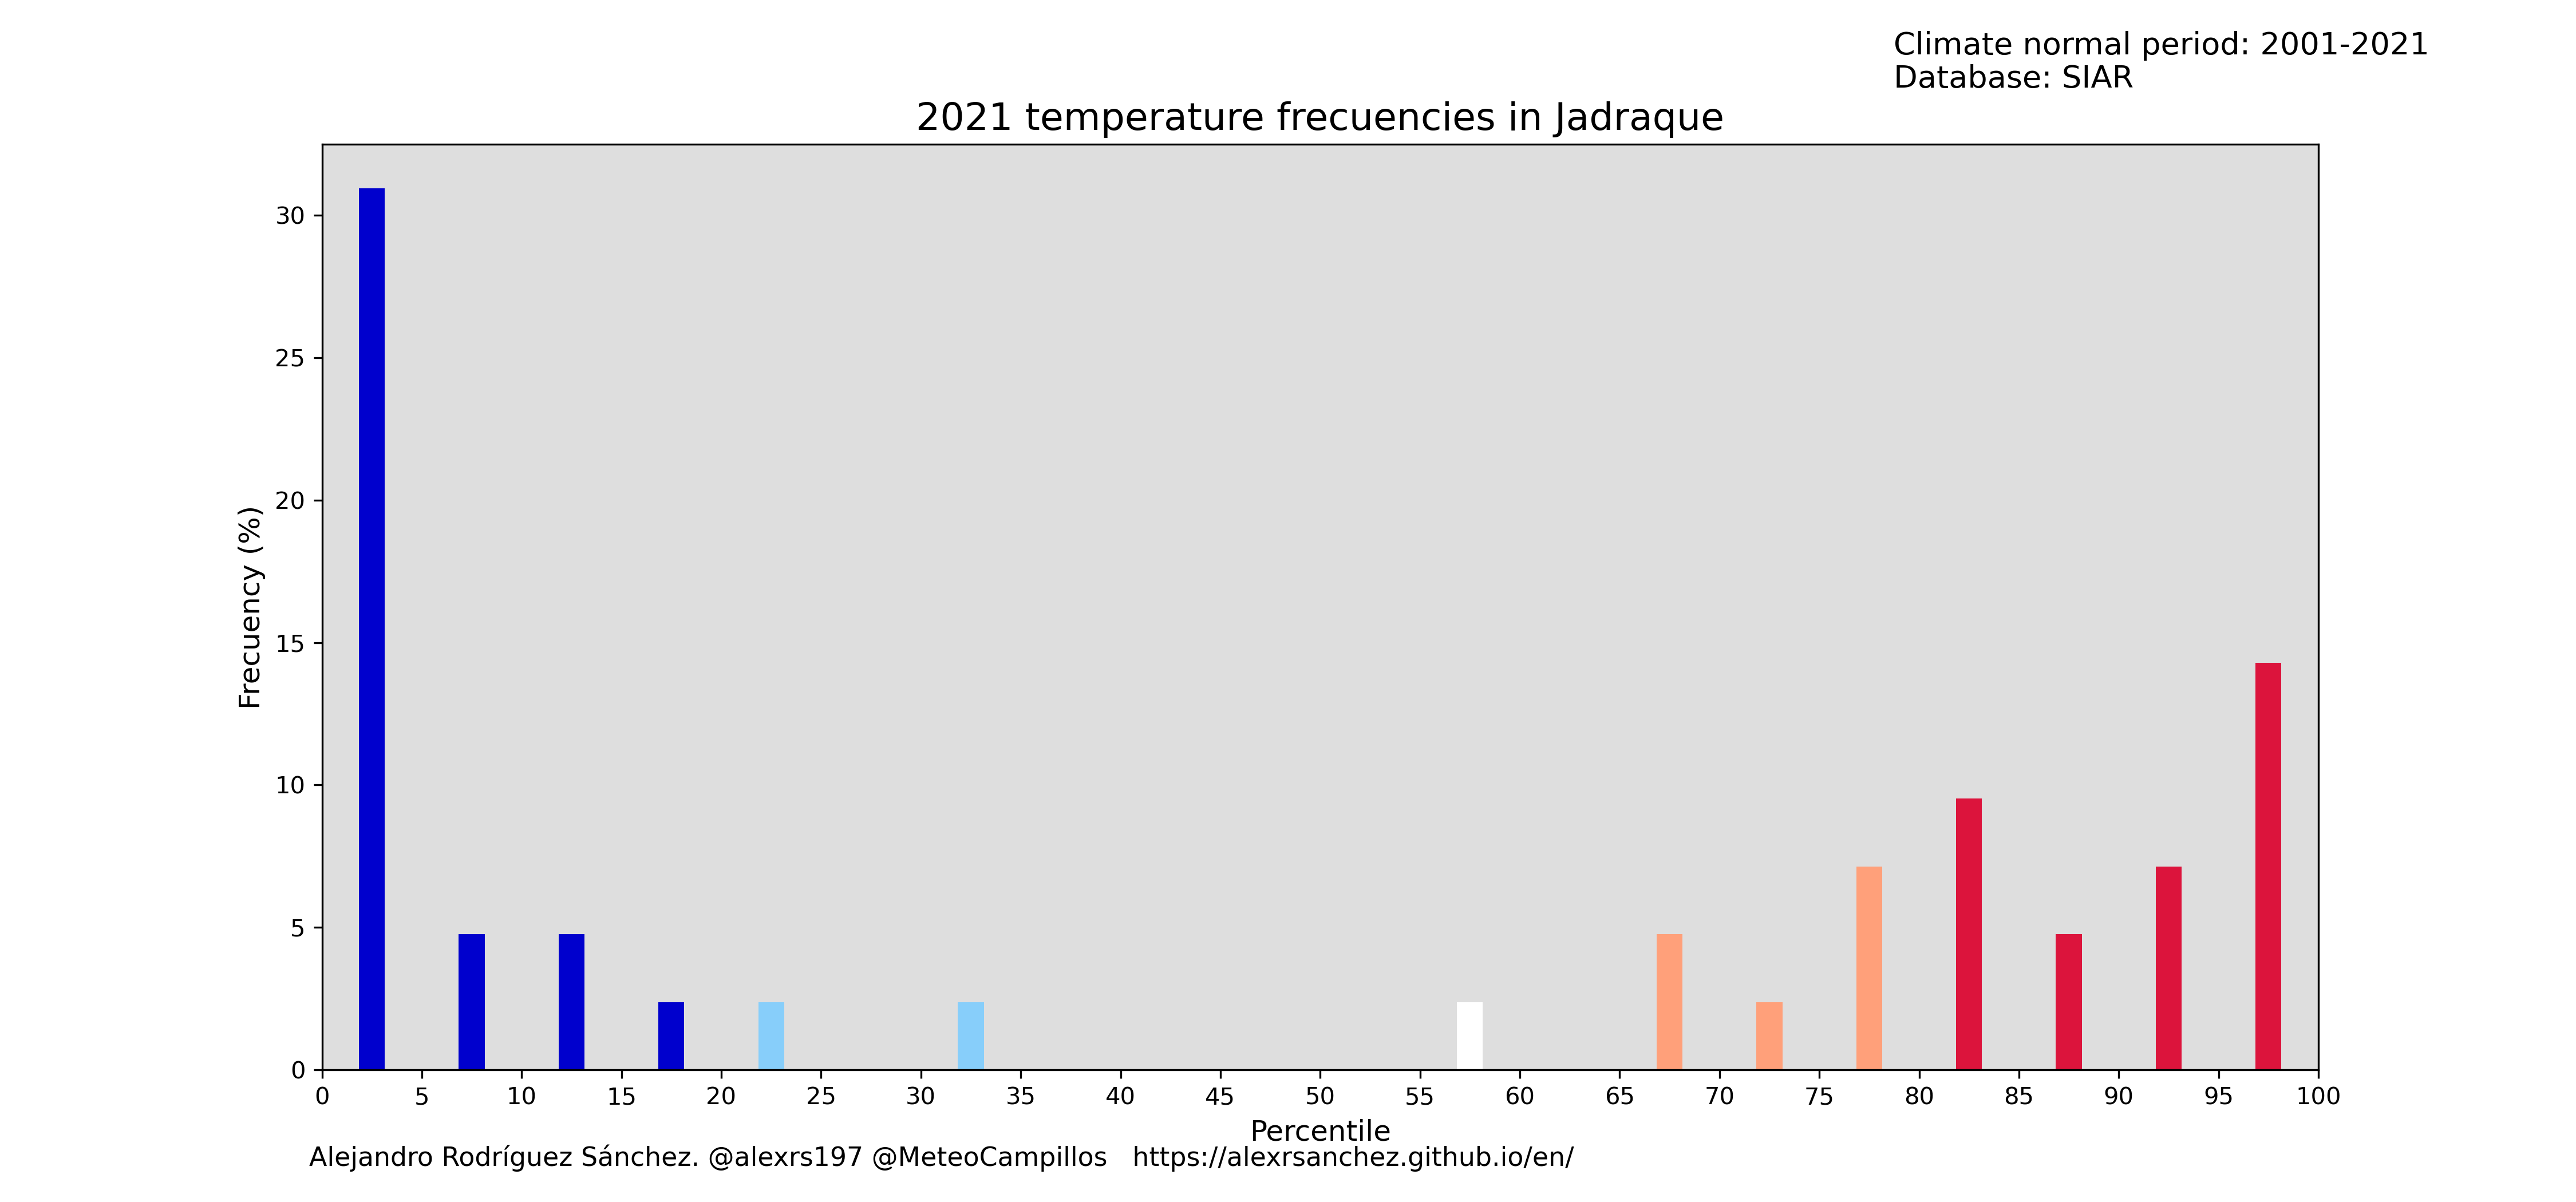 Climate normal period: 2001-2021
Database: SIAR
2021 temperature frecuencies in Jadraque
Frecuency (%)
30
25
20
15
10
5
0
0 5 10 15 20 25 30 35 40 45 50 55 60 65 70 75 80 85 90 95 100
Percentile
Alejandro Rodríguez Sánchez. @alexrs197 @MeteoCampillos https://alexrsanchez.github.io/en/